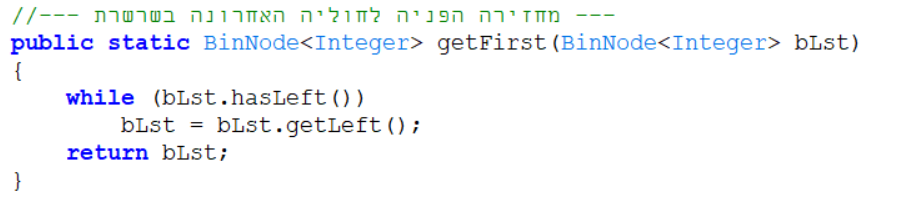 //--- מחזירה הפניה לחוליה האחרונה בשרשרת ---
public static BinNode<Integer> getFirst(BinNode<Integer> bLst)
{
    while (bLst.hasLeft())
        bLst = bLst.getLeft();
    return bLst;
}